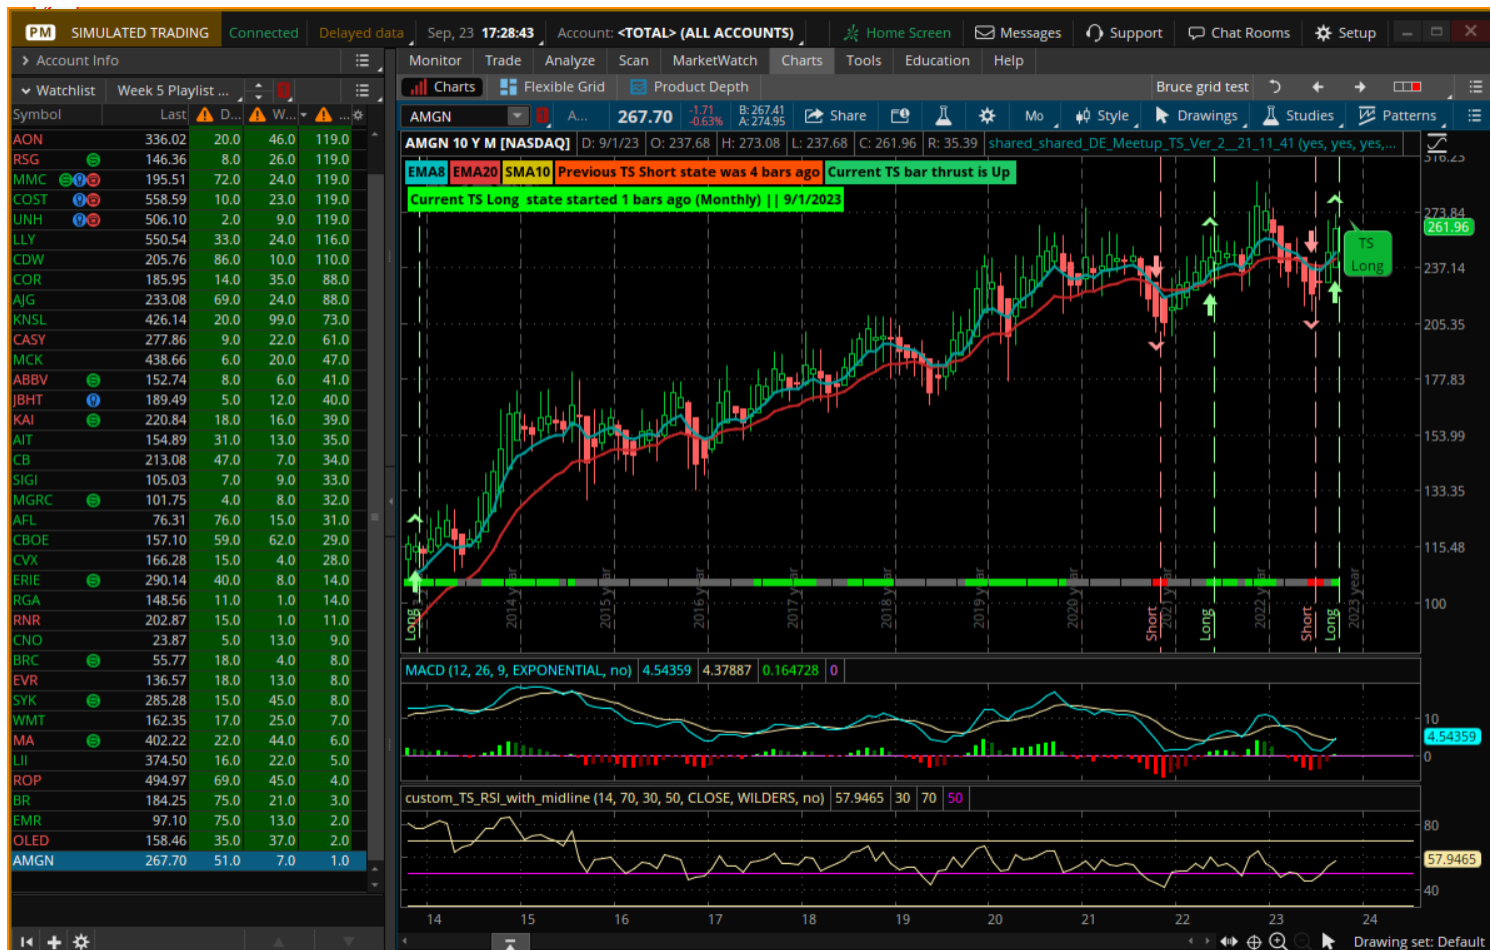 PM SIMULATED TRADING Connected Delayed data Sep, 23 17:28:43 Account: <TOTAL> (ALL ACCOUNTS) Home Screen Messages Support Chat Rooms Setup
Account Info
Monitor Trade Analyze Scan MarketWatch Charts Tools Education Help
Watchlist Week 5 Playlist ...
Charts Flexible Grid Product Depth Bruce grid test
Symbol Last D... W... ...
AMGN A... 267.70 -1.71 -0.63% B: 267.41 A: 274.95 Share Mo Style Drawings Studies Patterns
AON 336.02 20.0 46.0 119.0
RSG 146.36 8.0 26.0 119.0
MMC 195.51 72.0 24.0 119.0
COST 558.59 10.0 23.0 119.0
UNH 506.10 2.0 9.0 119.0
LLY 550.54 33.0 24.0 116.0
CDW 205.76 86.0 10.0 110.0
COR 185.95 14.0 35.0 88.0
AJG 233.08 69.0 24.0 88.0
KNSL 426.14 20.0 99.0 73.0
CASY 277.86 9.0 22.0 61.0
MCK 438.66 6.0 20.0 47.0
ABBV 152.74 8.0 6.0 41.0
JBHT 189.49 5.0 12.0 40.0
KAI 220.84 18.0 16.0 39.0
AIT 154.89 31.0 13.0 35.0
CB 213.08 47.0 7.0 34.0
SIGI 105.03 7.0 9.0 33.0
MGRC 101.75 4.0 8.0 32.0
AFL 76.31 76.0 15.0 31.0
CBOE 157.10 59.0 62.0 29.0
CVX 166.28 15.0 4.0 28.0
ERIE 290.14 40.0 8.0 14.0
RGA 148.56 11.0 1.0 14.0
RNR 202.87 15.0 1.0 11.0
CNO 23.87 5.0 13.0 9.0
BRC 55.77 18.0 4.0 8.0
EVR 136.57 18.0 13.0 8.0
SYK 285.28 15.0 45.0 8.0
WMT 162.35 17.0 25.0 7.0
MA 402.22 22.0 44.0 6.0
LII 374.50 16.0 22.0 5.0
ROP 494.97 69.0 45.0 4.0
BR 184.25 75.0 21.0 3.0
EMR 97.10 75.0 13.0 2.0
OLED 158.46 35.0 37.0 2.0
AMGN 267.70 51.0 7.0 1.0
AMGN 10 Y M [NASDAQ] D: 9/1/23 O: 237.68 H: 273.08 L: 237.68 C: 261.96 R: 35.39 shared_shared_DE_Meetup_TS_Ver_2__21_11_41 (yes, yes, yes,...
EMA8 EMA20 SMA10 Previous TS Short state was 4 bars ago Current TS bar thrust is Up
Current TS Long state started 1 bars ago (Monthly) || 9/1/2023
316.23
273.84
261.96
TS
Long
237.14
205.35
177.83
153.99
133.35
115.48
100
Long 2014 year 2015 year 2016 year 2017 year 2018 year 2019 year 2020 year Short 2021 year Long 2022 year Short Long 2023 year
MACD (12, 26, 9, EXPONENTIAL, no) 4.54359 4.37887 0.164728 0
10
4.54359
0
custom_TS_RSI_with_midline (14, 70, 30, 50, CLOSE, WILDERS, no) 57.9465 30 70 50
80
57.9465
40
14 15 16 17 18 19 20 21 22 23 24
Drawing set: Default